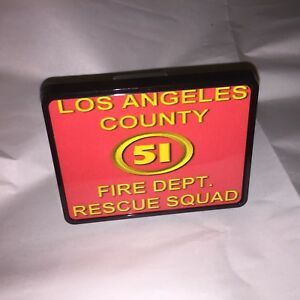 LOS ANGELES
COUNTY
51
FIRE DEPT.
RESCUE SQUAD